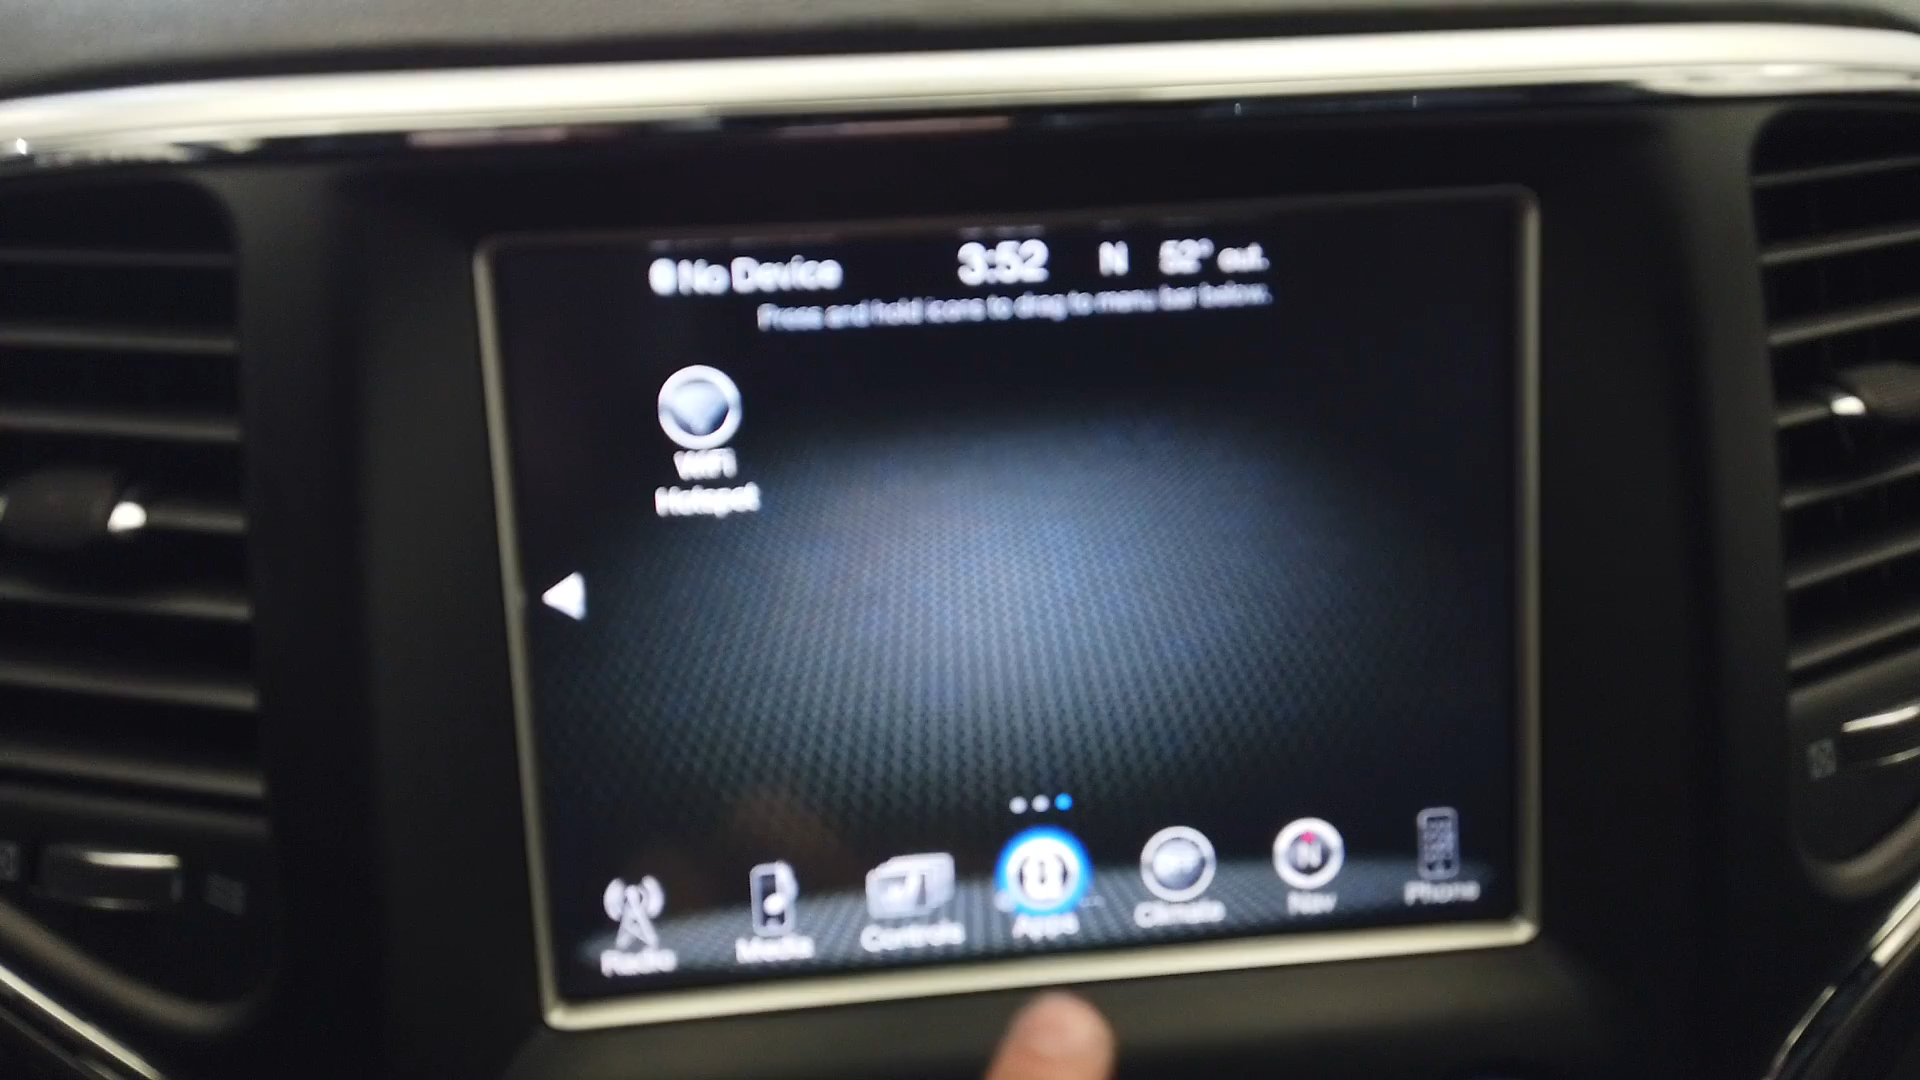 No Device 3:52 N 52° out.
Press and hold icons to drag to menu bar below.
WiFi
Hotspot
Radio Media Controls Apps Climate Nav Phone